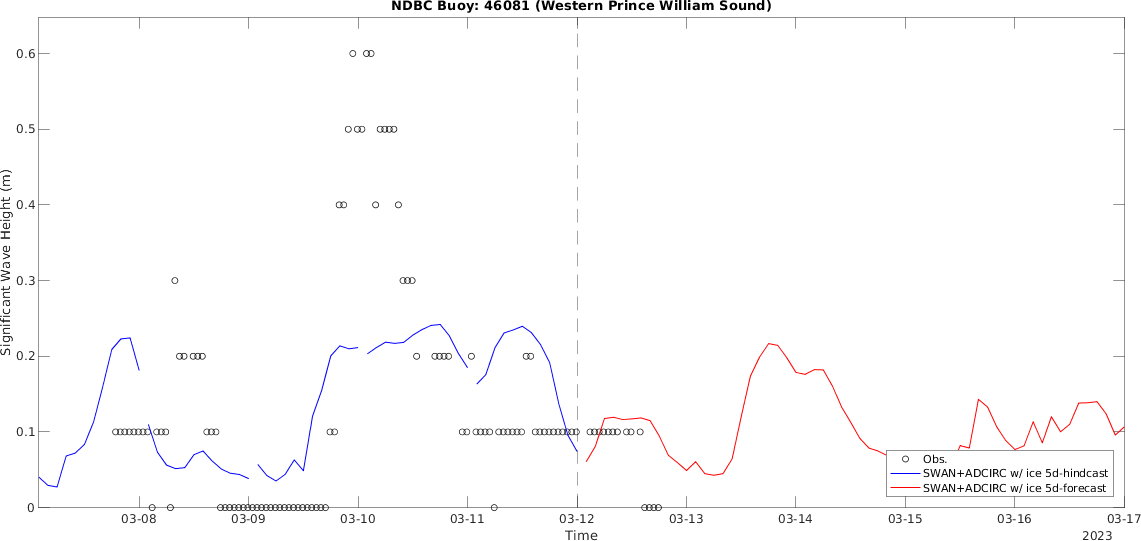 NDBC Buoy: 46081 (Western Prince William Sound)
0.6
0.5
0.4
0.3
0.2
0.1
0
Significant Wave Height (m)
03-08 03-09 03-10 03-11 03-12 03-13 03-14 03-15 03-16 03-17
Time
2023
Obs.
SWAN+ADCIRC w/ ice 5d-hindcast
SWAN+ADCIRC w/ ice 5d-forecast